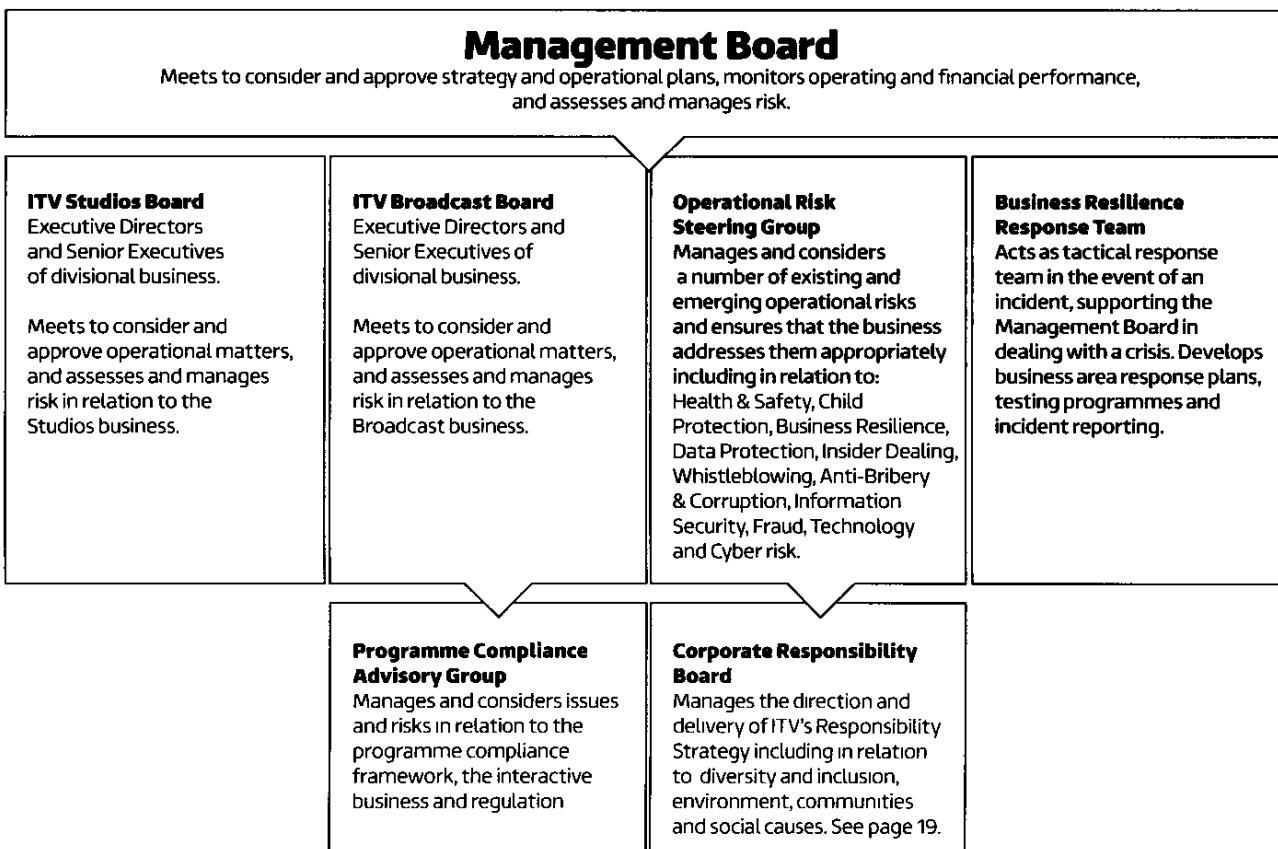 Management Board
Meets to consider and approve strategy and operational plans, monitors operating and financial performance,
and assesses and manages risk.
ITV Studios Board
Executive Directors
and Senior Executives
of divisional business.
Meets to consider and
approve operational matters,
and assesses and manages
risk in relation to the
Studios business.
ITV Broadcast Board
Executive Directors and
Senior Executives of
divisional business.
Meets to consider and
approve operational matters,
and assesses and manages
risk in relation to the
Broadcast business.
Operational Risk
Steering Group
Manages and considers
a number of existing and
emerging operational risks
and ensures that the business
addresses them appropriately
including in relation to:
Health & Safety, Child
Protection, Business Resilience,
Data Protection, Insider Dealing,
Whistleblowing, Anti-Bribery
& Corruption, Information
Security, Fraud, Technology
and Cyber risk.
Business Resilience
Response Team
Acts as tactical response
team in the event of an
incident, supporting the
Management Board in
dealing with a crisis. Develops
business area response plans,
testing programmes and
incident reporting.
Programme Compliance
Advisory Group
Manages and considers issues
and risks in relation to the
programme compliance
framework, the interactive
business and regulation
Corporate Responsibility
Board
Manages the direction and
delivery of ITV's Responsibility
Strategy including in relation
to diversity and inclusion,
environment, communities
and social causes. See page 19.